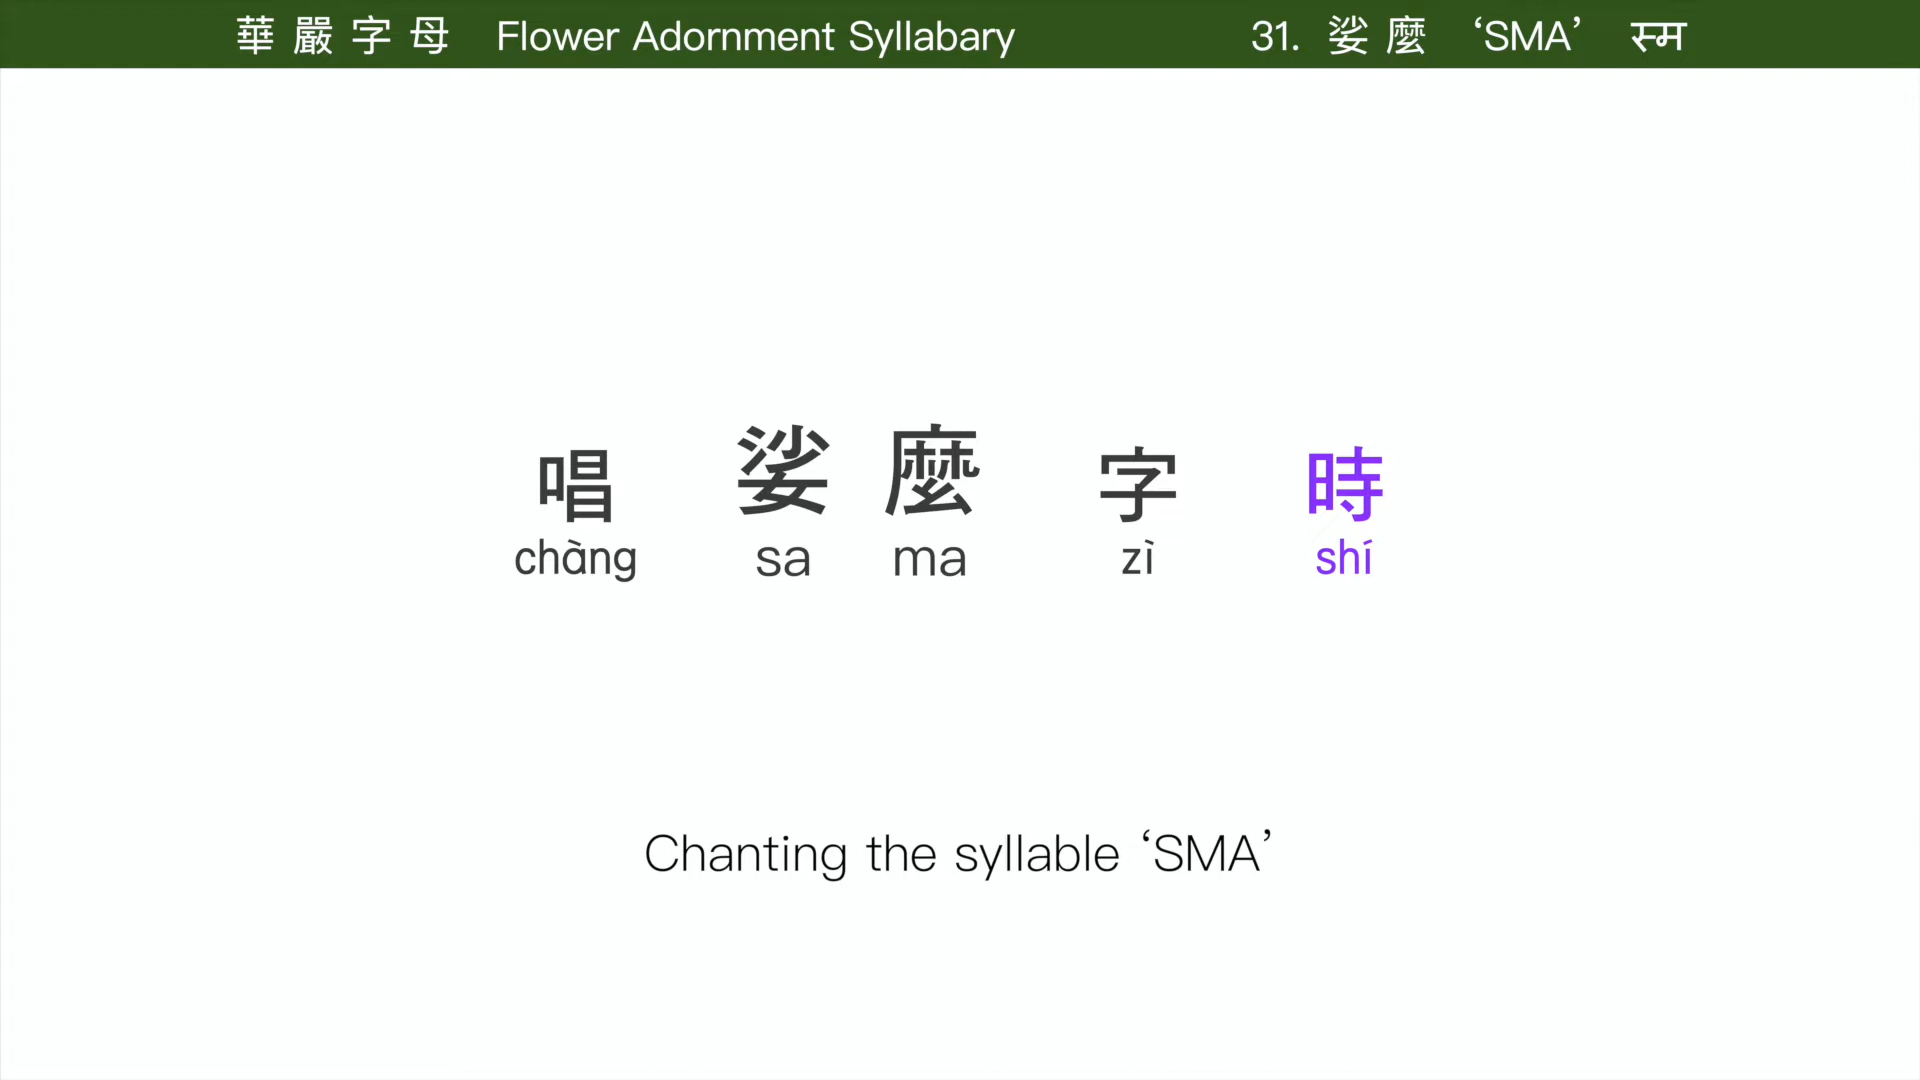 華嚴字母 Flower Adornment Syllabary 31. 娑麼 ‘SMA’ स्म
唱 娑麼 字 時
chàng sa ma zì shí
Chanting the syllable ‘SMA’